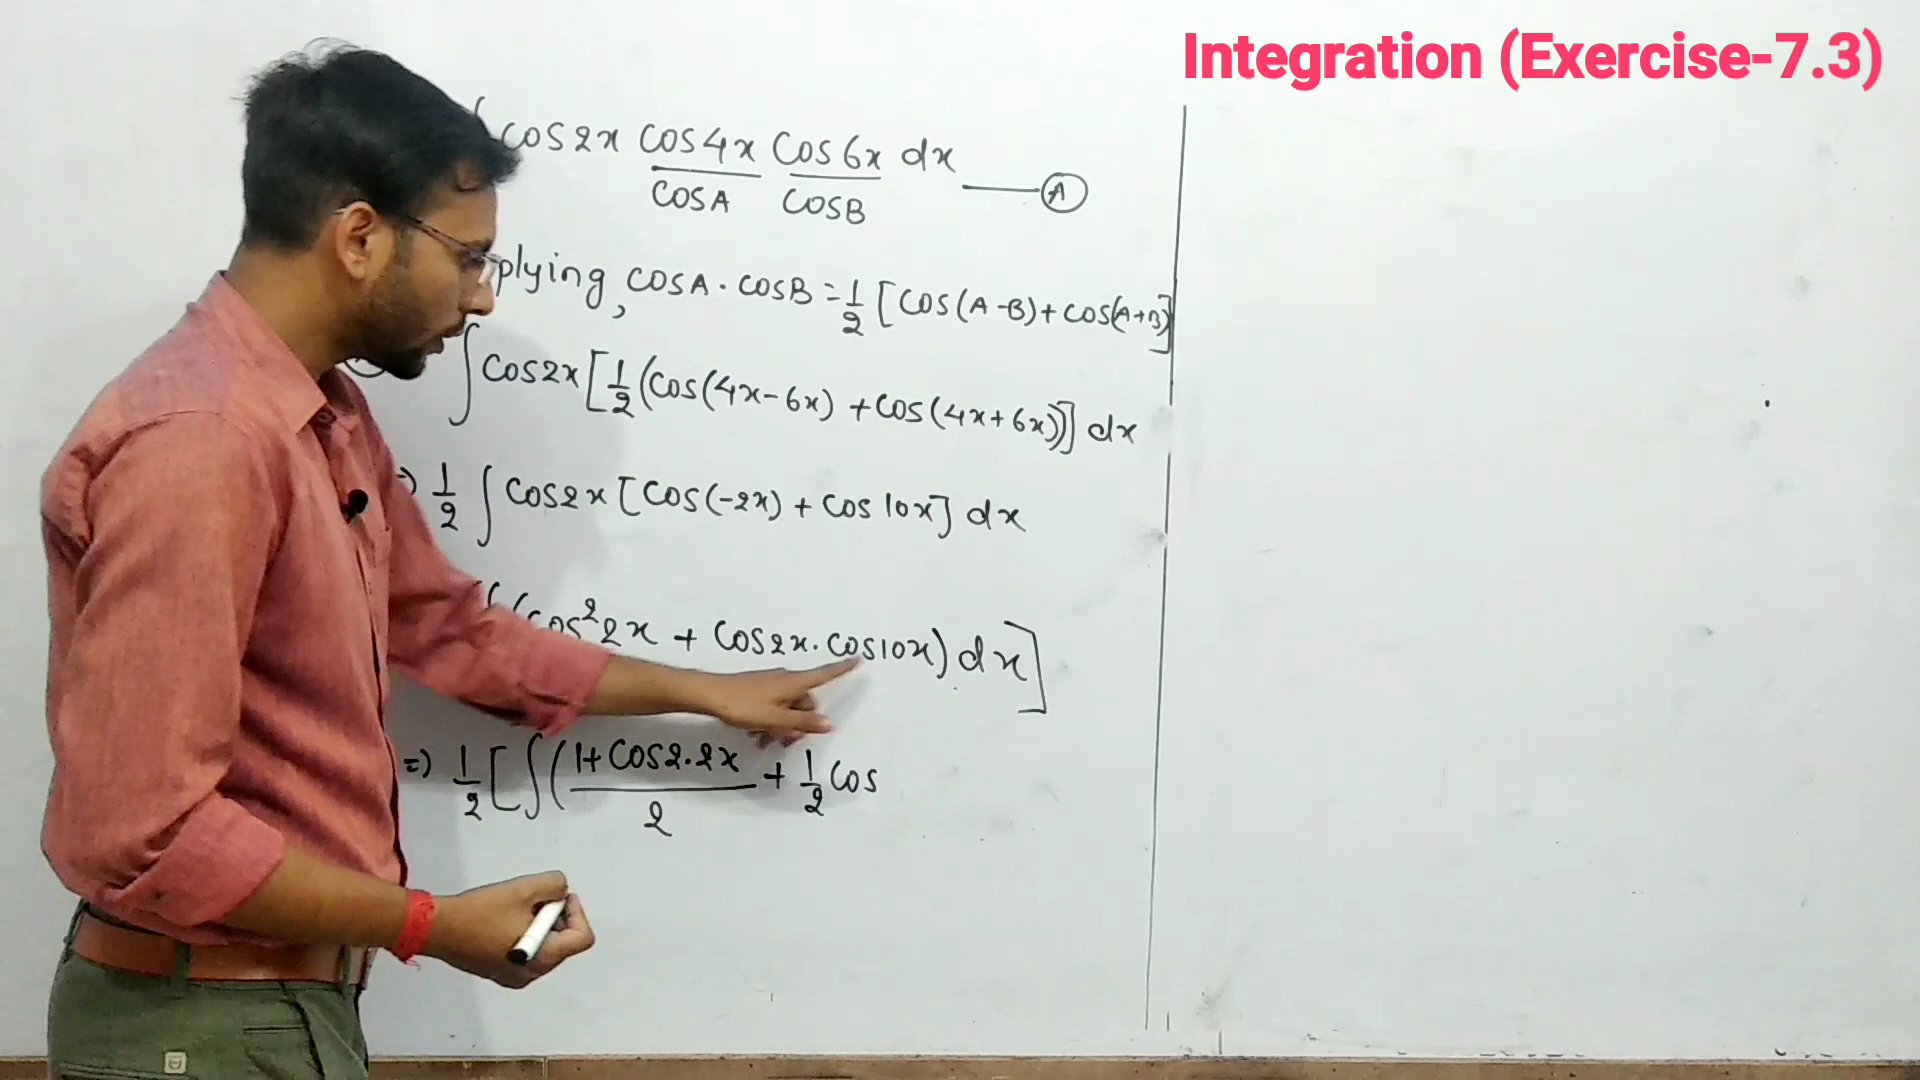 Integration (Exercise-7.3)
∫ cos2x cos4x cos6x dx —— Ⓐ
cosA cosB
plying, cosA · cosB = 1/2 [cos(A-B) + cos(A+B)]
∫ cos2x [1/2 (cos(4x-6x) + cos(4x+6x))] dx
⇒ 1/2 ∫ cos2x [cos(-2x) + cos10x] dx
∫ (cos²2x + cos2x·cos10x) dx]
⇒ 1/2 [∫ (1+cos2·2x/2 + 1/2 cos